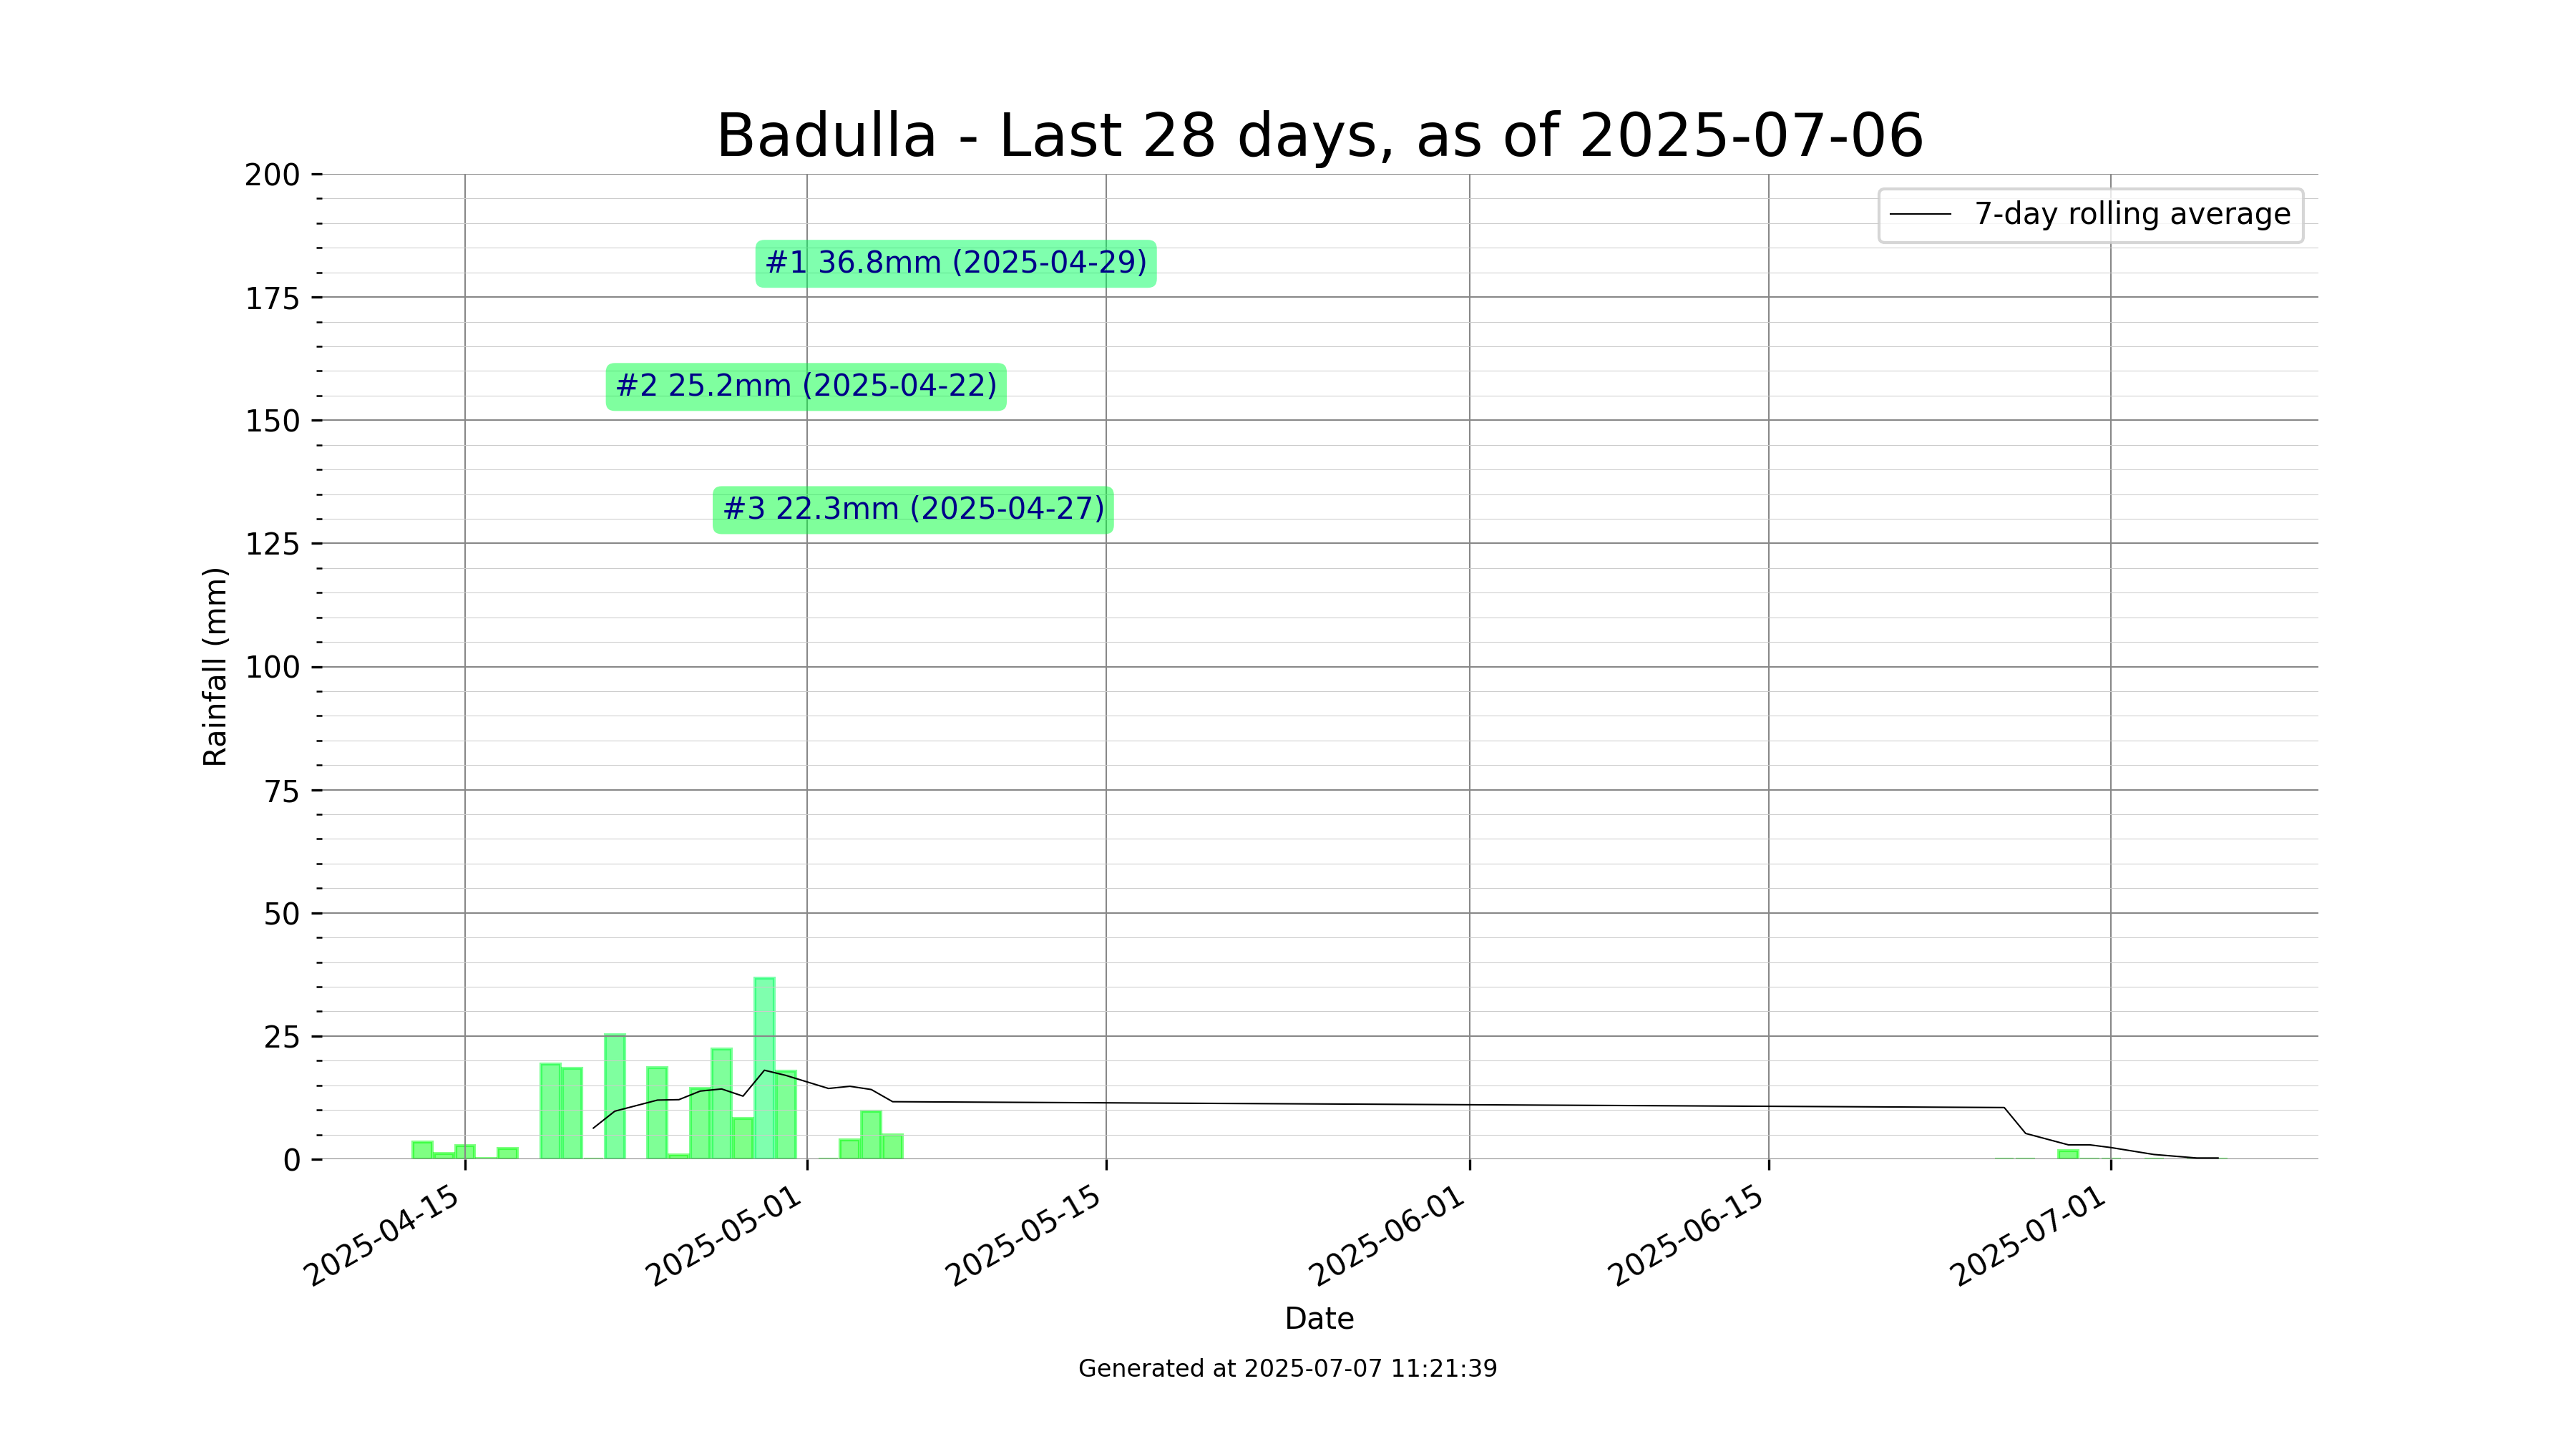 Badulla - Last 28 days, as of 2025-07-06
200
175
150
125
100
75
50
25
0
Rainfall (mm)
7-day rolling average
#1 36.8mm (2025-04-29)
#2 25.2mm (2025-04-22)
#3 22.3mm (2025-04-27)
2025-04-15
2025-05-01
2025-05-15
2025-06-01
2025-06-15
2025-07-01
Date
Generated at 2025-07-07 11:21:39